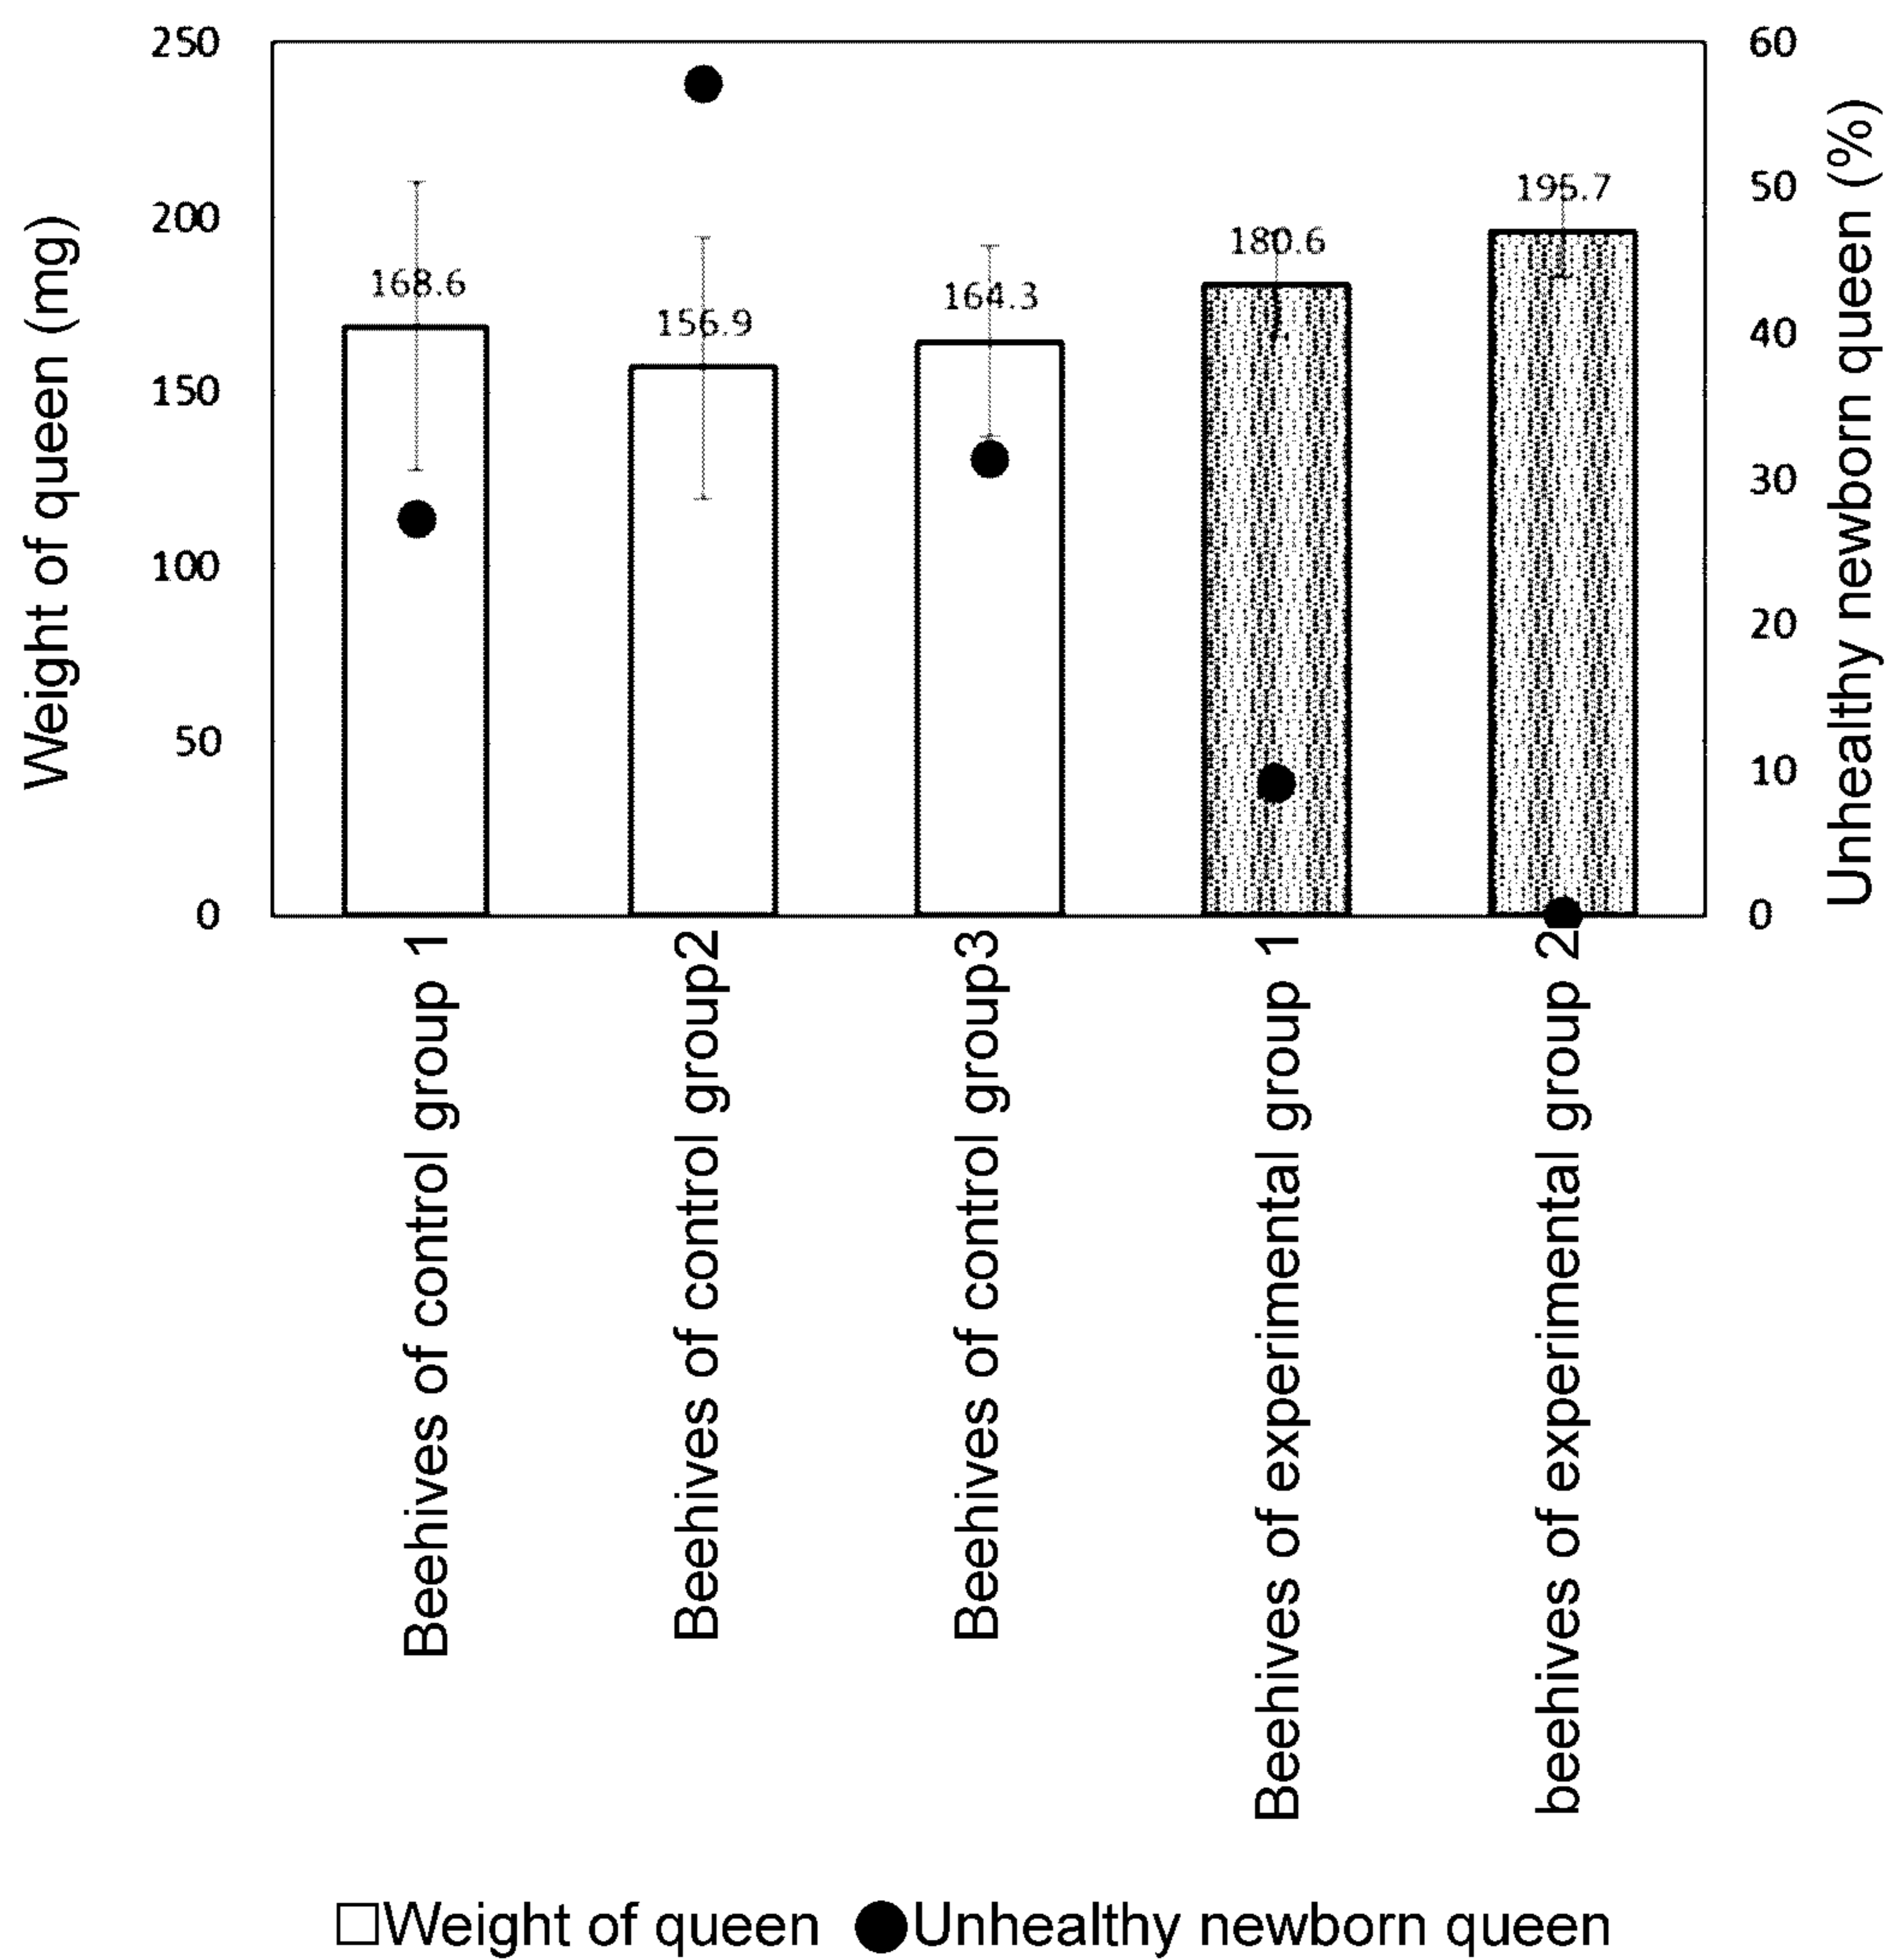 Weight of queen (mg)
250
200
150
100
50
0
168.6
156.9
164.3
180.6
195.7
60
50
40
30
20
10
0
Unhealthy newborn queen (%)
Beehives of control group 1
Beehives of control group2
Beehives of control group3
Beehives of experimental group 1
beehives of experimental group 2
Weight of queen Unhealthy newborn queen